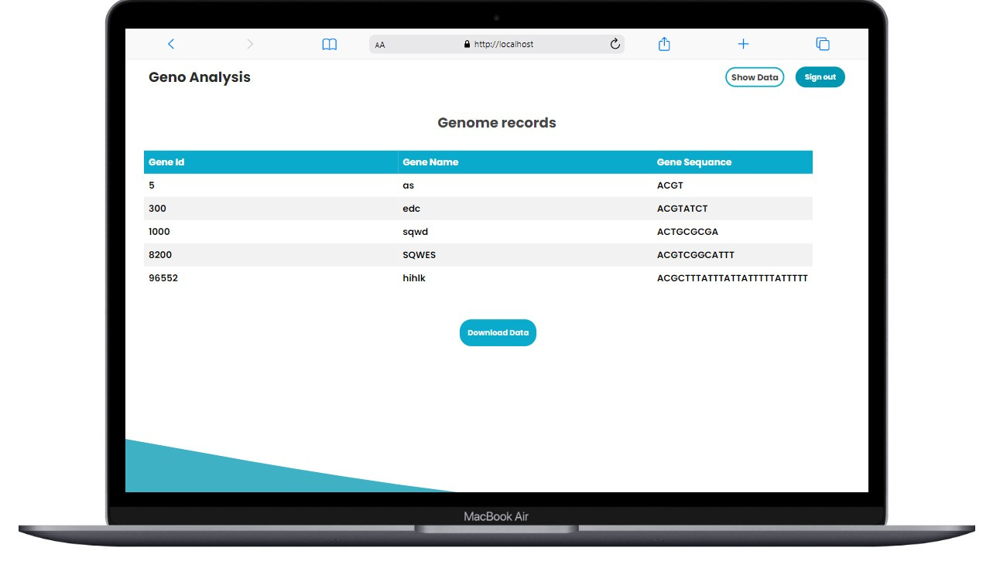 AA http://localhost
Geno Analysis Show Data Sign out
Genome records
Gene Id Gene Name Gene Sequance
5 as ACGT
300 edc ACGTATCT
1000 sqwd ACTGCGCGA
8200 SQWES ACGTCGGCATTT
96552 hihlk ACGCTTTATTTATTATTTTTATTTTT
Download Data
MacBook Air